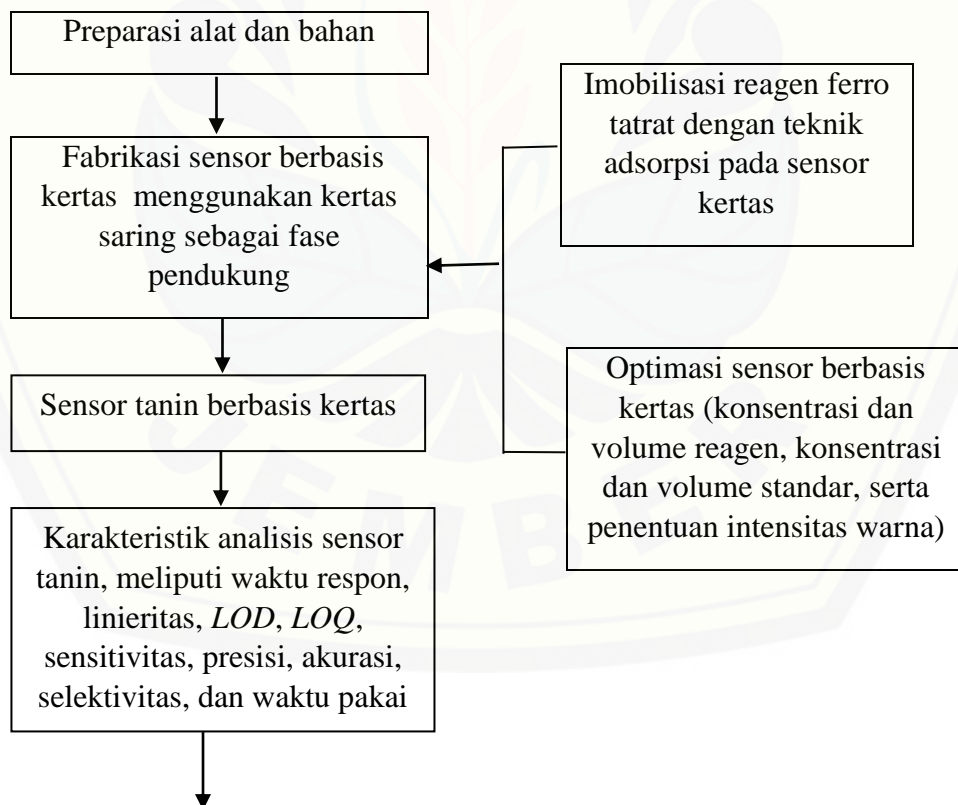 Preparasi alat dan bahan
Fabrikasi sensor berbasis
kertas menggunakan kertas
saring sebagai fase
pendukung
Imobilisasi reagen ferro
tatrat dengan teknik
adsorpsi pada sensor
kertas
Sensor tanin berbasis kertas
Optimasi sensor berbasis
kertas (konsentrasi dan
volume reagen, konsentrasi
dan volume standar, serta
penentuan intensitas warna)
Karakteristik analisis sensor
tanin, meliputi waktu respon,
linieritas, LOD, LOQ,
sensitivitas, presisi, akurasi,
selektivitas, dan waktu pakai
JEMBER